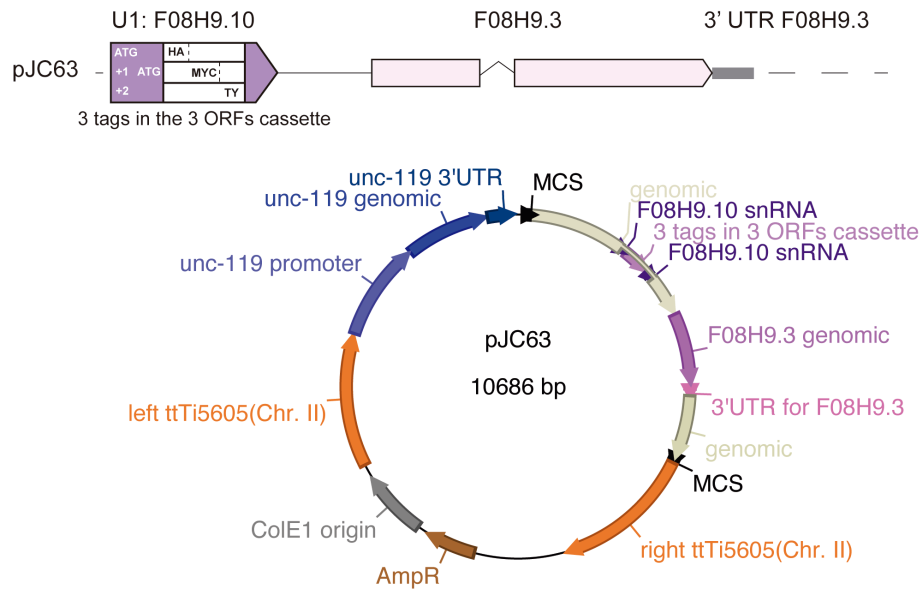 U1: F08H9.10 F08H9.3 3’ UTR F08H9.3
pJC63
ATG HA
+1 ATG MYC
+2 TY
3 tags in the 3 ORFs cassette
unc-119 3'UTR
MCS
genomic
unc-119 genomic
F08H9.10 snRNA
3 tags in 3 ORFs cassette
F08H9.10 snRNA
unc-119 promoter
pJC63
F08H9.3 genomic
10686 bp
left ttTi5605(Chr. II)
3'UTR for F08H9.3
genomic
MCS
ColE1 origin
right ttTi5605(Chr. II)
AmpR